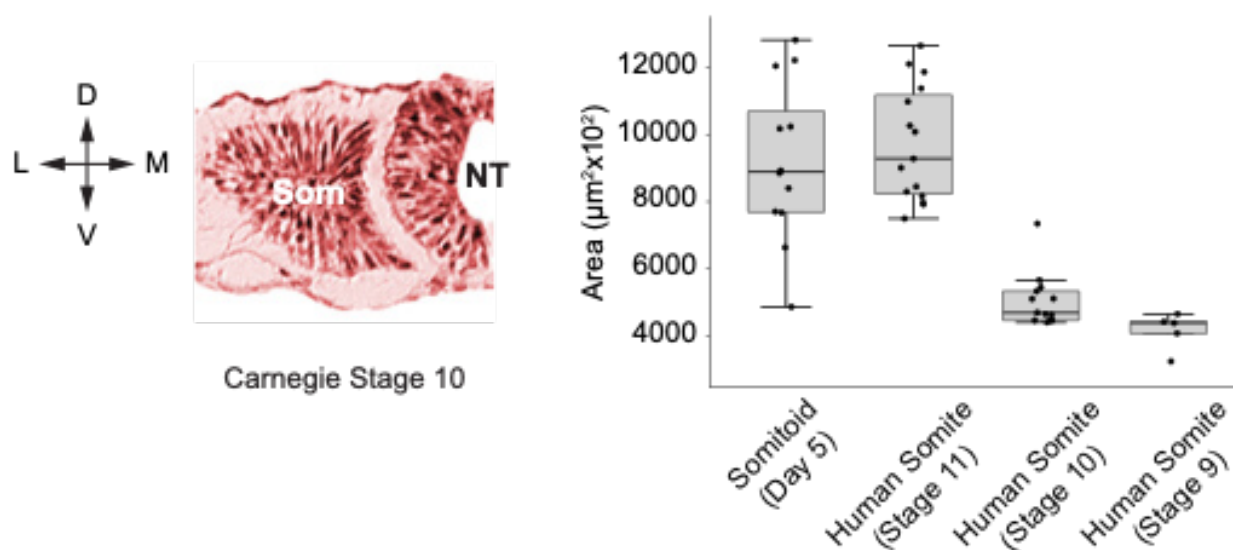 D
L
M
V
Som
NT
Carnegie Stage 10
Area (µm²x10²)
12000
10000
8000
6000
4000
Somitoid
(Day 5)
Human Somite
(Stage 11)
Human Somite
(Stage 10)
Human Somite
(Stage 9)